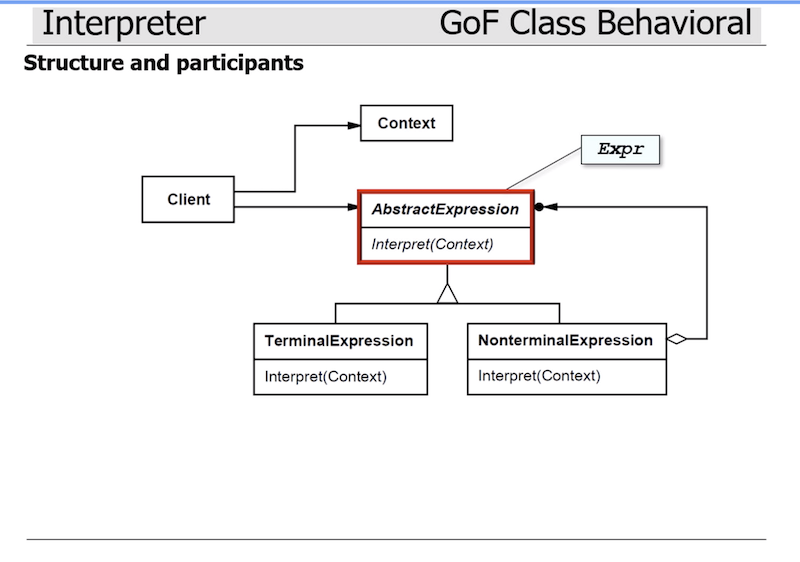 Interpreter GoF Class Behavioral
Structure and participants
Context
Expr
Client
AbstractExpression
Interpret(Context)
TerminalExpression
Interpret(Context)
NonterminalExpression
Interpret(Context)